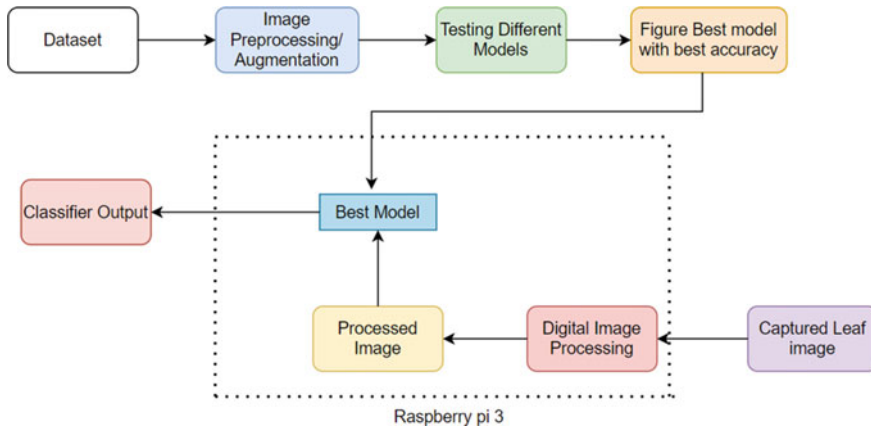 Dataset
Image
Preprocessing/
Augmentation
Testing Different
Models
Figure Best model
with best accuracy
Classifier Output
Best Model
Processed
Image
Digital Image
Processing
Captured Leaf
image
Raspberry pi 3